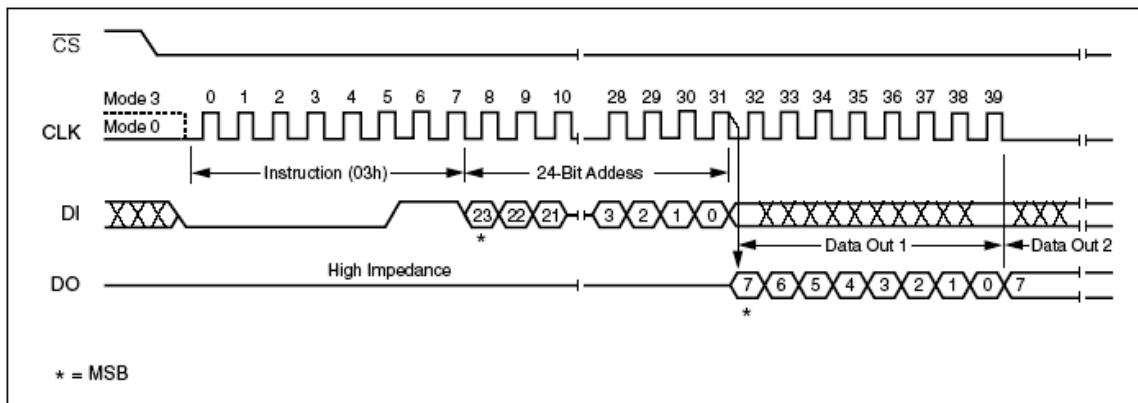 CS
Mode 3 0 1 2 3 4 5 6 7 8 9 10 28 29 30 31 32 33 34 35 36 37 38 39
CLK Mode 0
Instruction (03h) 24-Bit Addess
DI 23 22 21 3 2 1 0
* Data Out 1 Data Out 2
High Impedance
DO 7 6 5 4 3 2 1 0 7
*
* = MSB